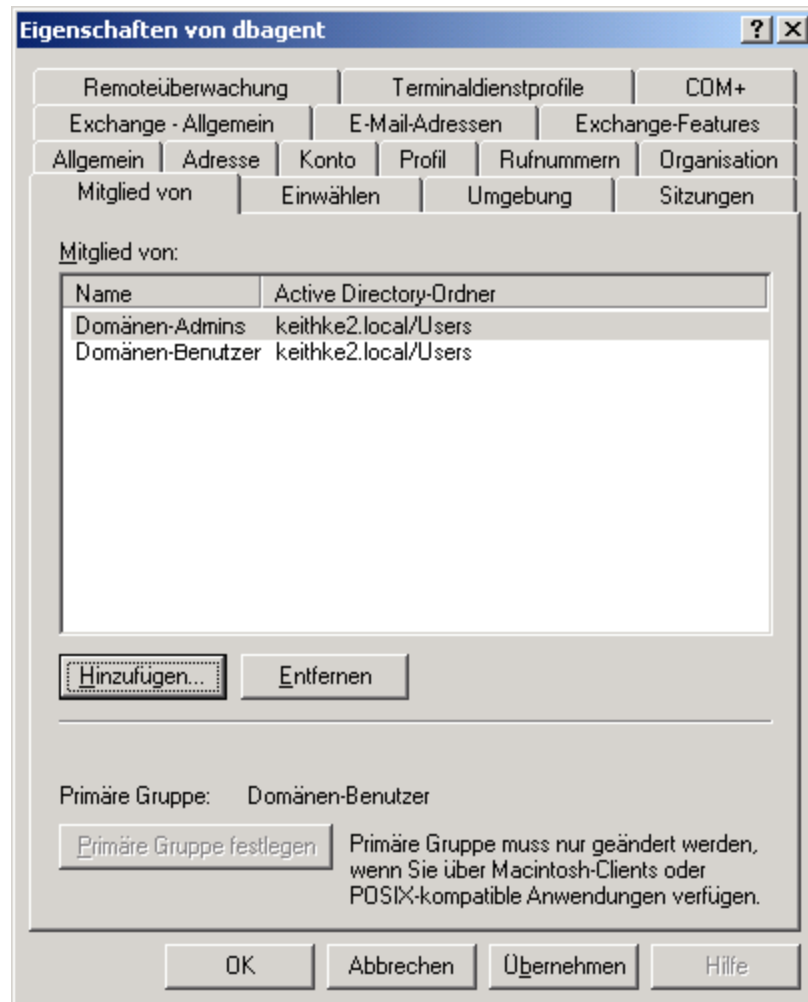 Eigenschaften von dbagent
Remoteüberwachung Terminaldienstprofile COM+
Exchange - Allgemein E-Mail-Adressen Exchange-Features
Allgemein Adresse Konto Profil Rufnummern Organisation
Mitglied von Einwählen Umgebung Sitzungen
Mitglied von:
Name Active Directory-Ordner
Domänen-Admins keithke2.local/Users
Domänen-Benutzer keithke2.local/Users
Hinzufügen... Entfernen
Primäre Gruppe: Domänen-Benutzer
Primäre Gruppe festlegen
Primäre Gruppe muss nur geändert werden,
wenn Sie über Macintosh-Clients oder
POSIX-kompatible Anwendungen verfügen.
OK Abbrechen Übernehmen Hilfe